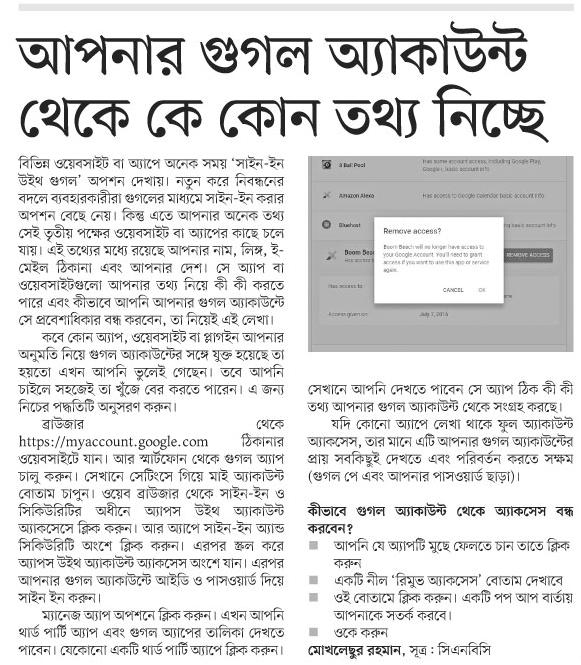 আপনার গুগল অ্যাকাউন্ট
থেকে কে কোন তথ্য নিচ্ছে
বিভিন্ন ওয়েবসাইট বা অ্যাপে অনেক সময় ‘সাইন-ইন
উইথ গুগল’ অপশন দেখায়। নতুন করে নিবন্ধনের
বদলে ব্যবহারকারীরা গুগলের মাধ্যমে সাইন-ইন করার
অপশন বেছে নেয়। কিন্তু এতে আপনার অনেক তথ্য
সেই তৃতীয় পক্ষের ওয়েবসাইট বা অ্যাপের কাছে চলে
যায়। এই তথ্যের মধ্যে রয়েছে আপনার নাম, লিঙ্গ, ই-
মেইল ঠিকানা এবং আপনার দেশ। সে অ্যাপ বা
ওয়েবসাইটগুলো আপনার তথ্য নিয়ে কী কী করতে
পারে এবং কীভাবে আপনি আপনার গুগল অ্যাকাউন্টে
সে প্রবেশাধিকার বন্ধ করবেন, তা নিয়েই এই লেখা।
কবে কোন অ্যাপ, ওয়েবসাইট বা প্লাগইন আপনার
অনুমতি নিয়ে গুগল অ্যাকাউন্টের সঙ্গে যুক্ত হয়েছে তা
হয়তো এখন আপনি ভুলেই গেছেন। তবে আপনি
চাইলে সহজেই তা খুঁজে বের করতে পারেন। এ জন্য
নিচের পদ্ধতিটি অনুসরণ করুন।
ব্রাউজার থেকে
https://myaccount.google.com ঠিকানার
ওয়েবসাইটে যান। আর স্মার্টফোন থেকে গুগল অ্যাপ
চালু করুন। সেখানে সেটিংসে গিয়ে মাই অ্যাকাউন্ট
বোতাম চাপুন। ওয়েব ব্রাউজার থেকে সাইন-ইন ও
সিকিউরিটির অধীনে অ্যাপস উইথ অ্যাকাউন্ট
অ্যাকসেসে ক্লিক করুন। আর অ্যাপে সাইন-ইন অ্যান্ড
সিকিউরিটি অংশে ক্লিক করুন। এরপর স্ক্রল করে
অ্যাপস উইথ অ্যাকাউন্ট অ্যাকসেস অংশে যান। এরপর
আপনার গুগল অ্যাকাউন্টে আইডি ও পাসওয়ার্ড দিয়ে
সাইন ইন করুন।
ম্যানেজ অ্যাপ অপশনে ক্লিক করুন। এখন আপনি
থার্ড পার্টি অ্যাপ এবং গুগল অ্যাপের তালিকা দেখতে
পাবেন। যেকোনো একটি থার্ড পার্টি অ্যাপে ক্লিক করুন।
8 Ball Pool
Has some account access, including Google Play,
Google+, basic account info
Amazon Alexa
Has access to Google Calendar basic account info
Bluehost
basic account info
Remove access?
Boom Beach will no longer have access to
your Google Account. You'll need to grant
access if you want to use this app or service
again.
CANCEL OK
Boom Beac
REMOVE ACCESS
Has access to:
Access given on: July 7, 2016
সেখানে আপনি দেখতে পাবেন সে অ্যাপ ঠিক কী কী
তথ্য আপনার গুগল অ্যাকাউন্ট থেকে সংগ্রহ করছে।
যদি কোনো অ্যাপে লেখা থাকে ফুল অ্যাকাউন্ট
অ্যাকসেস, তার মানে এটি আপনার গুগল অ্যাকাউন্টের
প্রায় সবকিছুই দেখতে এবং পরিবর্তন করতে সক্ষম
(গুগল পে এবং আপনার পাসওয়ার্ড ছাড়া)।
কীভাবে গুগল অ্যাকাউন্ট থেকে অ্যাকসেস বন্ধ
করবেন?
■ আপনি যে অ্যাপটি মুছে ফেলতে চান তাতে ক্লিক
করুন
■ একটি নীল ‘রিমুভ অ্যাকসেস’ বোতাম দেখাবে
■ ওই বোতামে ক্লিক করুন। একটি পপ আপ বার্তায়
আপনাকে সতর্ক করবে।
■ ওকে করুন
মোখলেছুর রহমান, সূত্র : সিএনবিসি